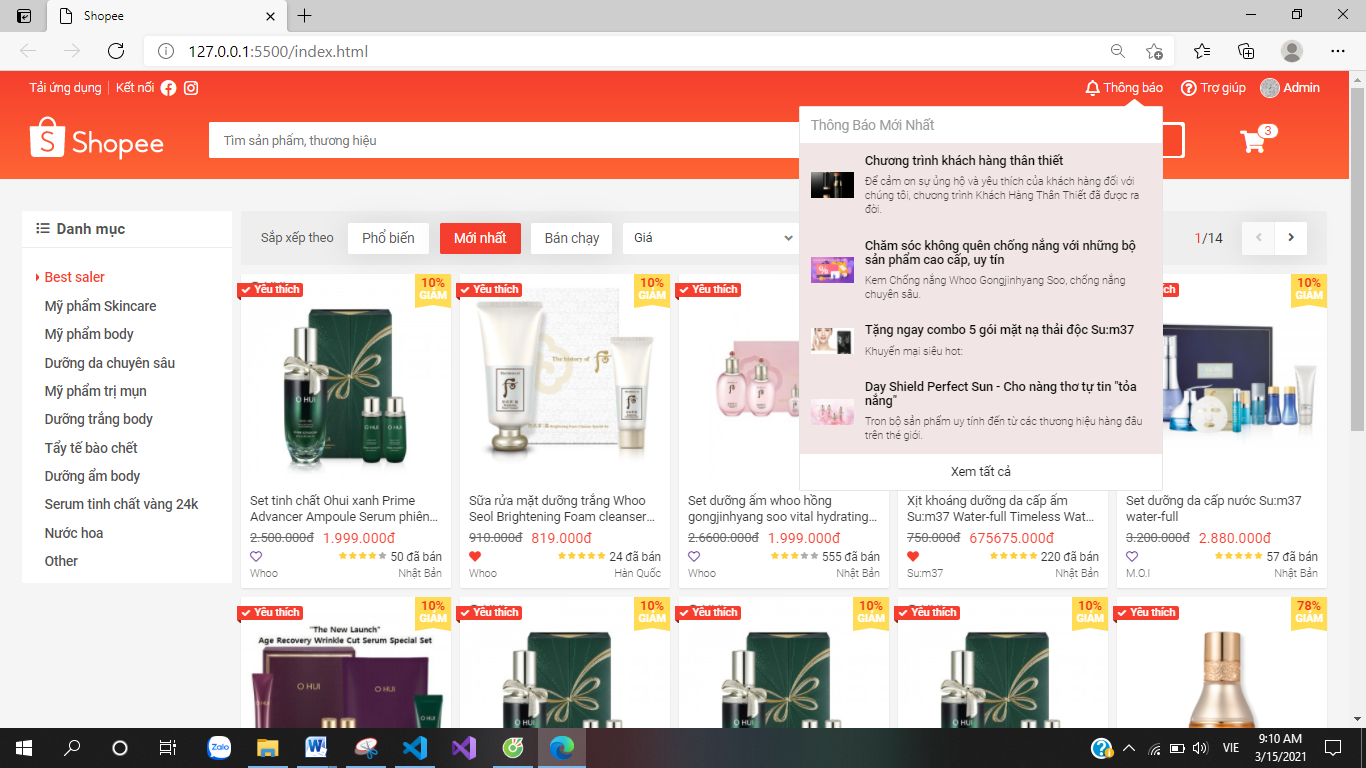 Shopee
127.0.0.1:5500/index.html
Tải ứng dụng
Kết nối
Thông báo
Trợ giúp
Admin
Shopee
Tìm sản phẩm, thương hiệu
3
Thông Báo Mới Nhất
Chương trình khách hàng thân thiết
Để cảm ơn sự ủng hộ và yêu thích của khách hàng đối với
chúng tôi, chương trình Khách Hàng Thân Thiết đã được ra
đời.
Chăm sóc không quên chống nắng với những bộ
sản phẩm cao cấp, uy tín
Kem Chống nắng Whoo Gongjinhyang Soo, chống nắng
chuyên sâu.
Tặng ngay combo 5 gói mặt nạ thải độc Su:m37
Khuyến mại siêu hot:
Day Shield Perfect Sun - Cho nàng thơ tự tin "tỏa
nắng"
Trọn bộ sản phẩm uy tính đến từ các thương hiệu hàng đầu
trên thế giới.
Xem tất cả
Danh mục
Best saler
Mỹ phẩm Skincare
Mỹ phẩm body
Dưỡng da chuyên sâu
Mỹ phẩm trị mụn
Dưỡng trắng body
Tẩy tế bào chết
Dưỡng ẩm body
Serum tinh chất vàng 24k
Nước hoa
Other
Sắp xếp theo
Phổ biến
Mới nhất
Bán chạy
Giá
1/14
Yêu thích
10%
GIẢM
Set tinh chất Ohui xanh Prime
Advancer Ampoule Serum phiên...
2.500.000đ 1.999.000đ
50 đã bán
Whoo Nhật Bản
Yêu thích
10%
GIẢM
The history of
Sữa rửa mặt dưỡng trắng Whoo
Seol Brightening Foam cleanser...
910.000đ 819.000đ
24 đã bán
Whoo Hàn Quốc
Yêu thích
Set dưỡng ẩm whoo hồng
gongjinhyang soo vital hydrating...
2.6600.000đ 1.999.000đ
555 đã bán
Whoo Nhật Bản
Xịt khoáng dưỡng da cấp ẩm
Su:m37 Water-full Timeless Wat...
750.000đ 675675.000đ
220 đã bán
Su:m37 Nhật Bản
thích
10%
GIẢM
Set dưỡng da cấp nước Su:m37
water-full
3.200.000đ 2.880.000đ
57 đã bán
M.O.I Nhật Bản
Yêu thích
10%
GIẢM
"The New Launch"
Age Recovery Wrinkle Cut Serum Special Set
O HUI
O HUI
Yêu thích
10%
GIẢM
Yêu thích
10%
GIẢM
Yêu thích
10%
GIẢM
Yêu thích
78%
GIẢM
Zalo
VIE
9:10 AM
3/15/2021